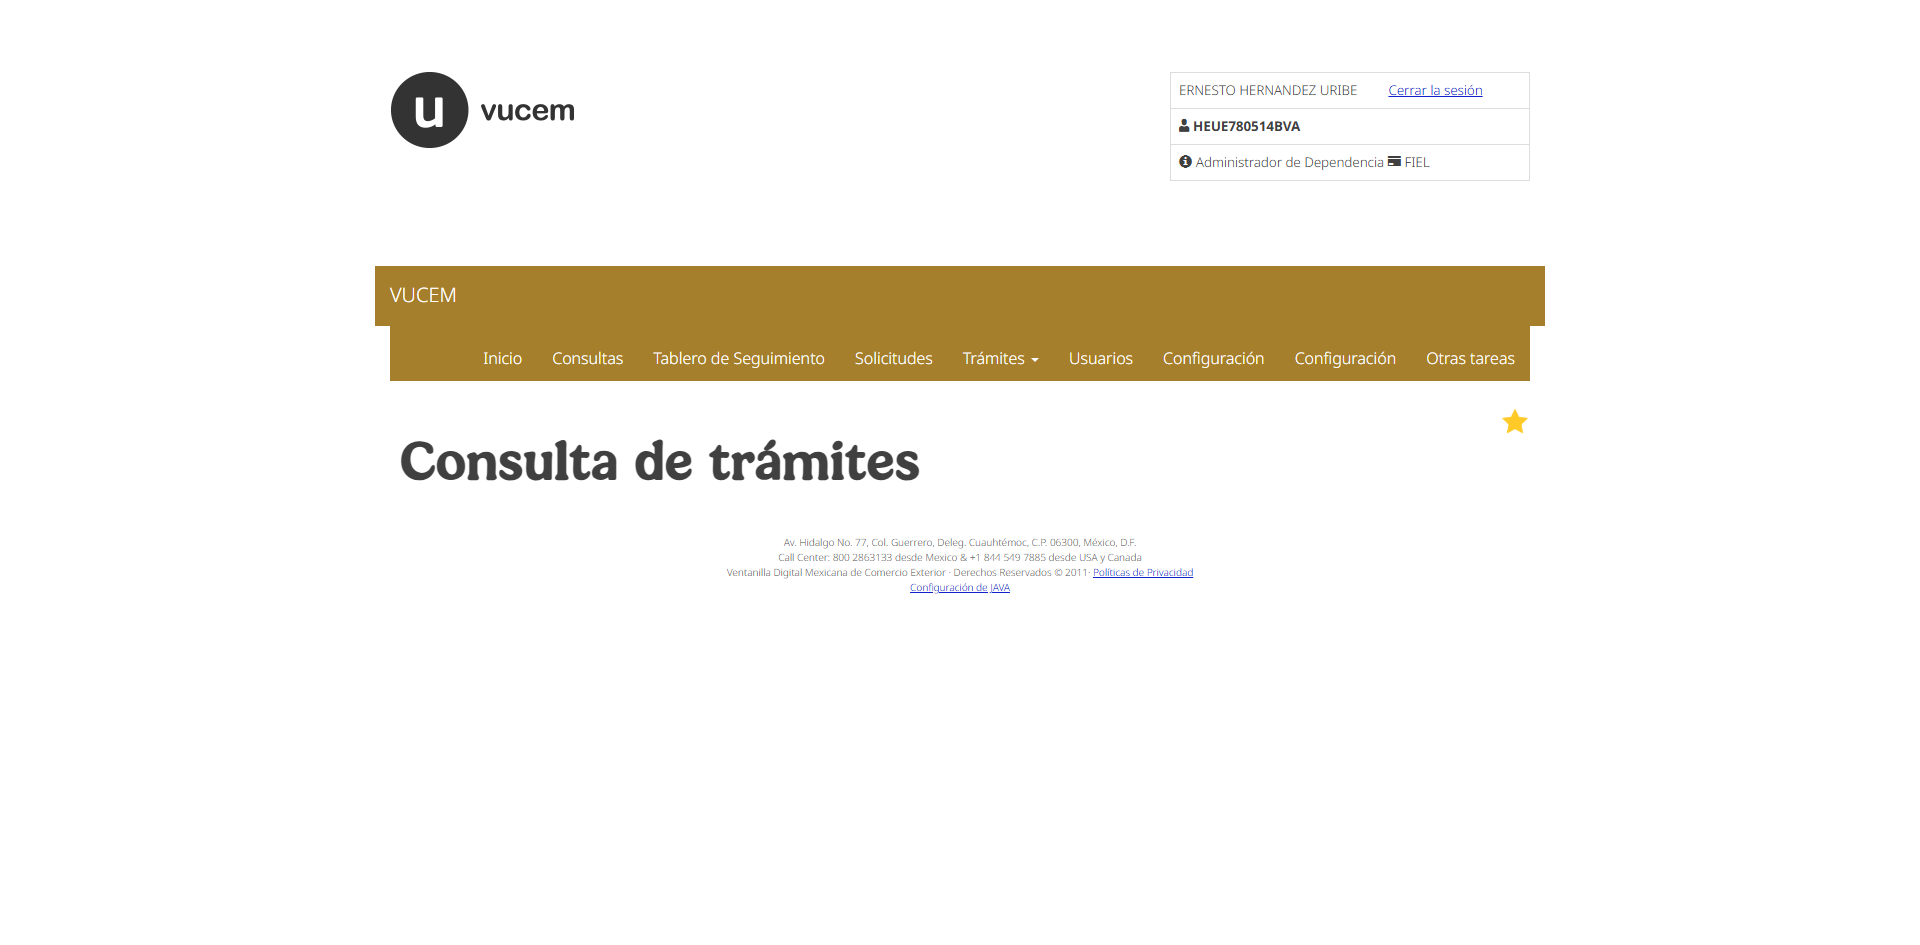 u vucem
ERNESTO HERNANDEZ URIBE Cerrar la sesión
HEUE780514BVA
Administrador de Dependencia FIEL
VUCEM
Inicio Consultas Tablero de Seguimiento Solicitudes Trámites Usuarios Configuración Configuración Otras tareas
Consulta de trámites
Av. Hidalgo No. 77, Col. Guerrero, Deleg. Cuauhtémoc, C.P. 06300, México, D.F.
Call Center: 800 2863133 desde Mexico & +1 844 549 7885 desde USA y Canada
Ventanilla Digital Mexicana de Comercio Exterior - Derechos Reservados © 2011· Políticas de Privacidad
Configuración de JAVA